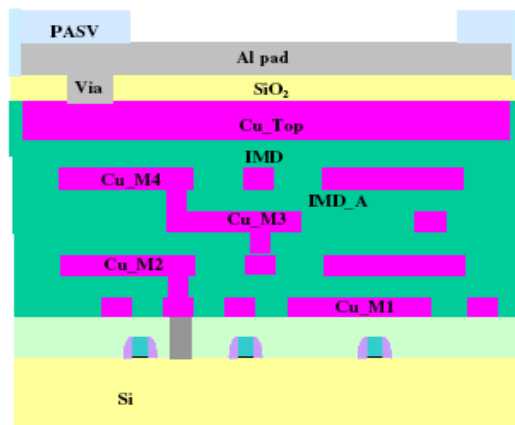 PASV
Al pad
Via
SiO₂
Cu_Top
IMD
Cu_M4
IMD_A
Cu_M3
Cu_M2
Cu_M1
Si